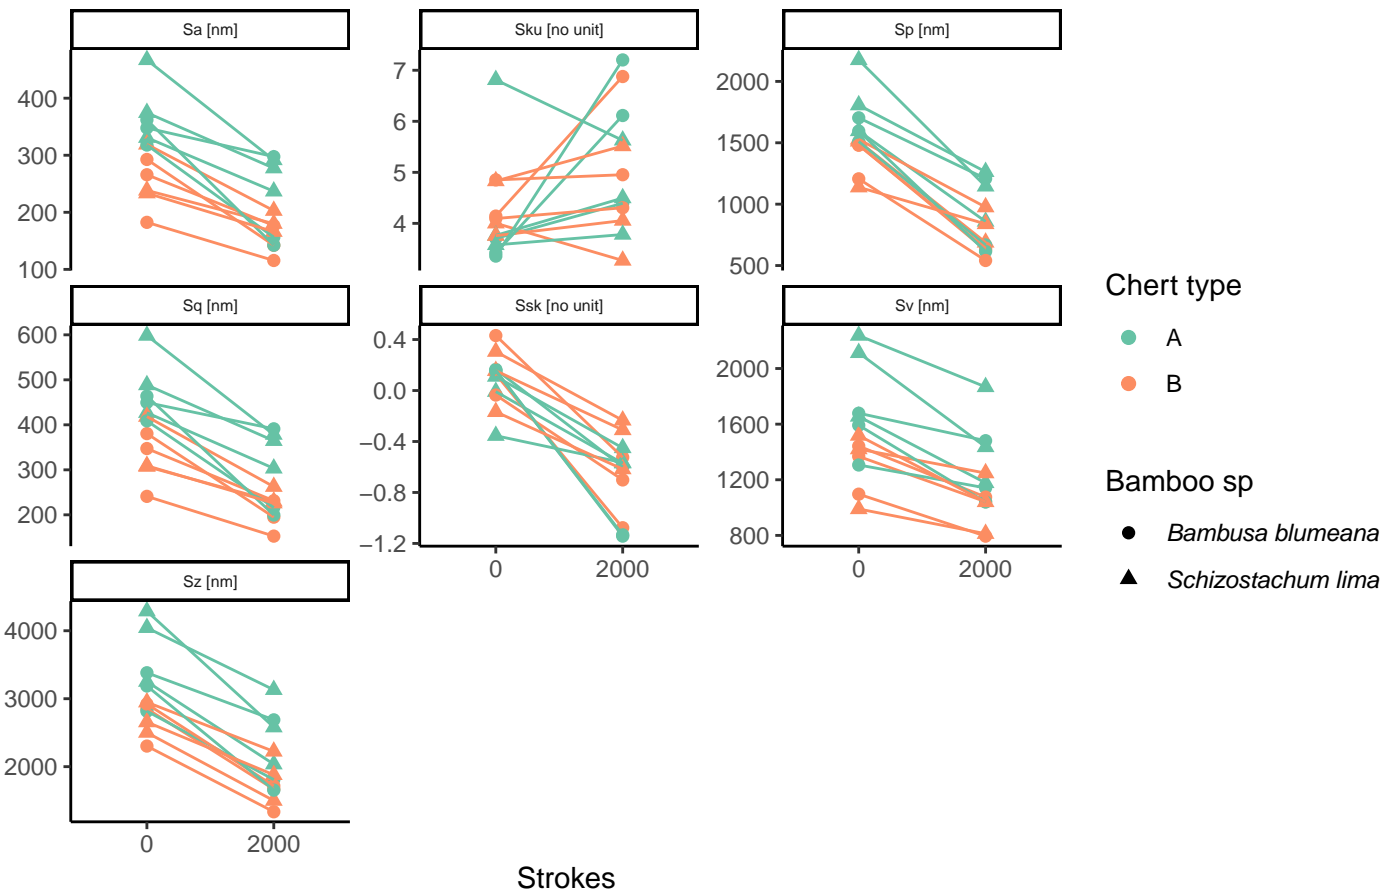 Sa [nm]
Sku [no unit]
Sp [nm]
400
300
200
100
7
6
5
4
2000
1500
1000
500
Sq [nm]
Ssk [no unit]
Sv [nm]
600
500
400
300
200
0.4
0.0
−0.4
−0.8
−1.2
2000
1600
1200
800
0 2000
0 2000
Sz [nm]
4000
3000
2000
0 2000
Strokes
Chert type
A
B
Bamboo sp
Bambusa blumeana
Schizostachum lima